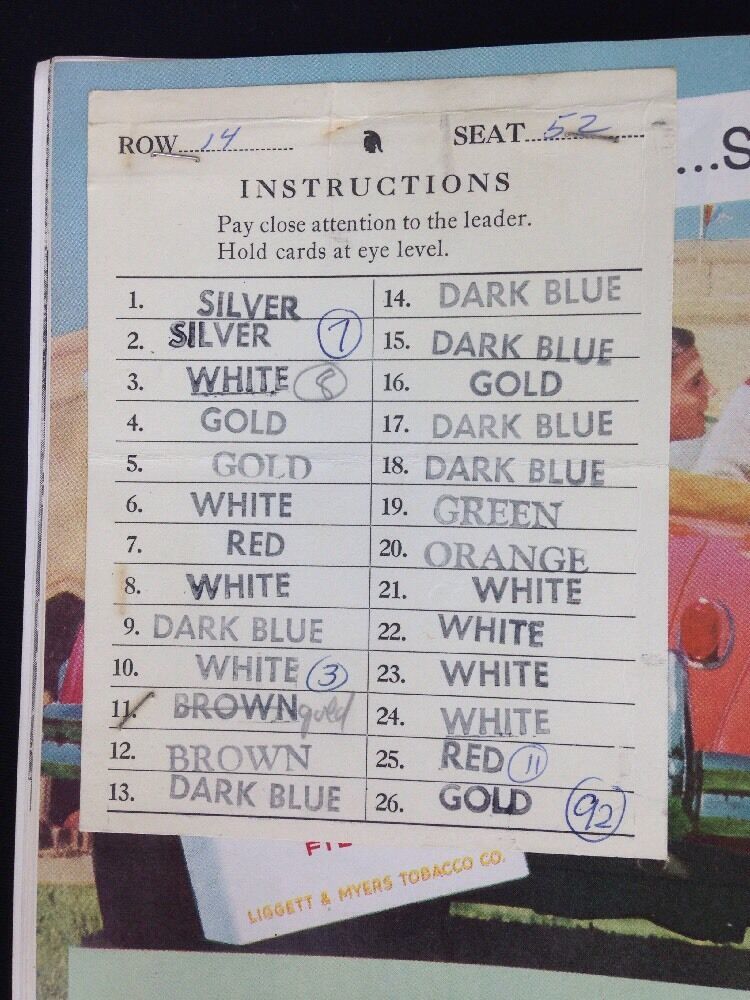 ...S
ROW 14 SEAT 52
INSTRUCTIONS
Pay close attention to the leader.
Hold cards at eye level.
1. SILVER
2. SILVER 7
3. WHITE 8
4. GOLD
5. GOLD
6. WHITE
7. RED
8. WHITE
9. DARK BLUE
10. WHITE 3
11. BROWN gold
12. BROWN
13. DARK BLUE
14. DARK BLUE
15. DARK BLUE
16. GOLD
17. DARK BLUE
18. DARK BLUE
19. GREEN
20. ORANGE
21. WHITE
22. WHITE
23. WHITE
24. WHITE
25. RED 11
26. GOLD 92
LIGGETT & MYERS TOBACCO CO.